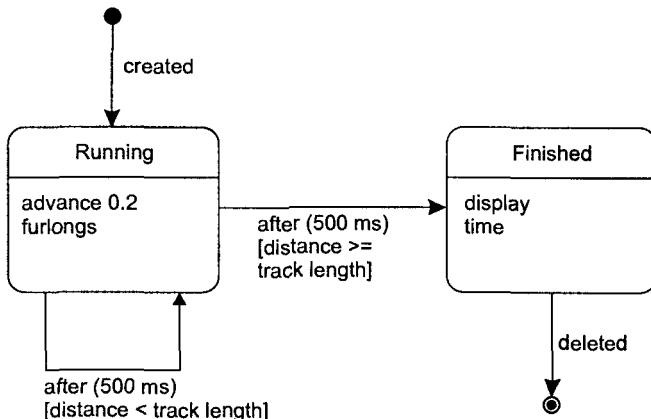 created
Running
advance 0.2
furlongs
after (500 ms)
[distance >=
track length]
Finished
display
time
deleted
after (500 ms)
[distance < track length]